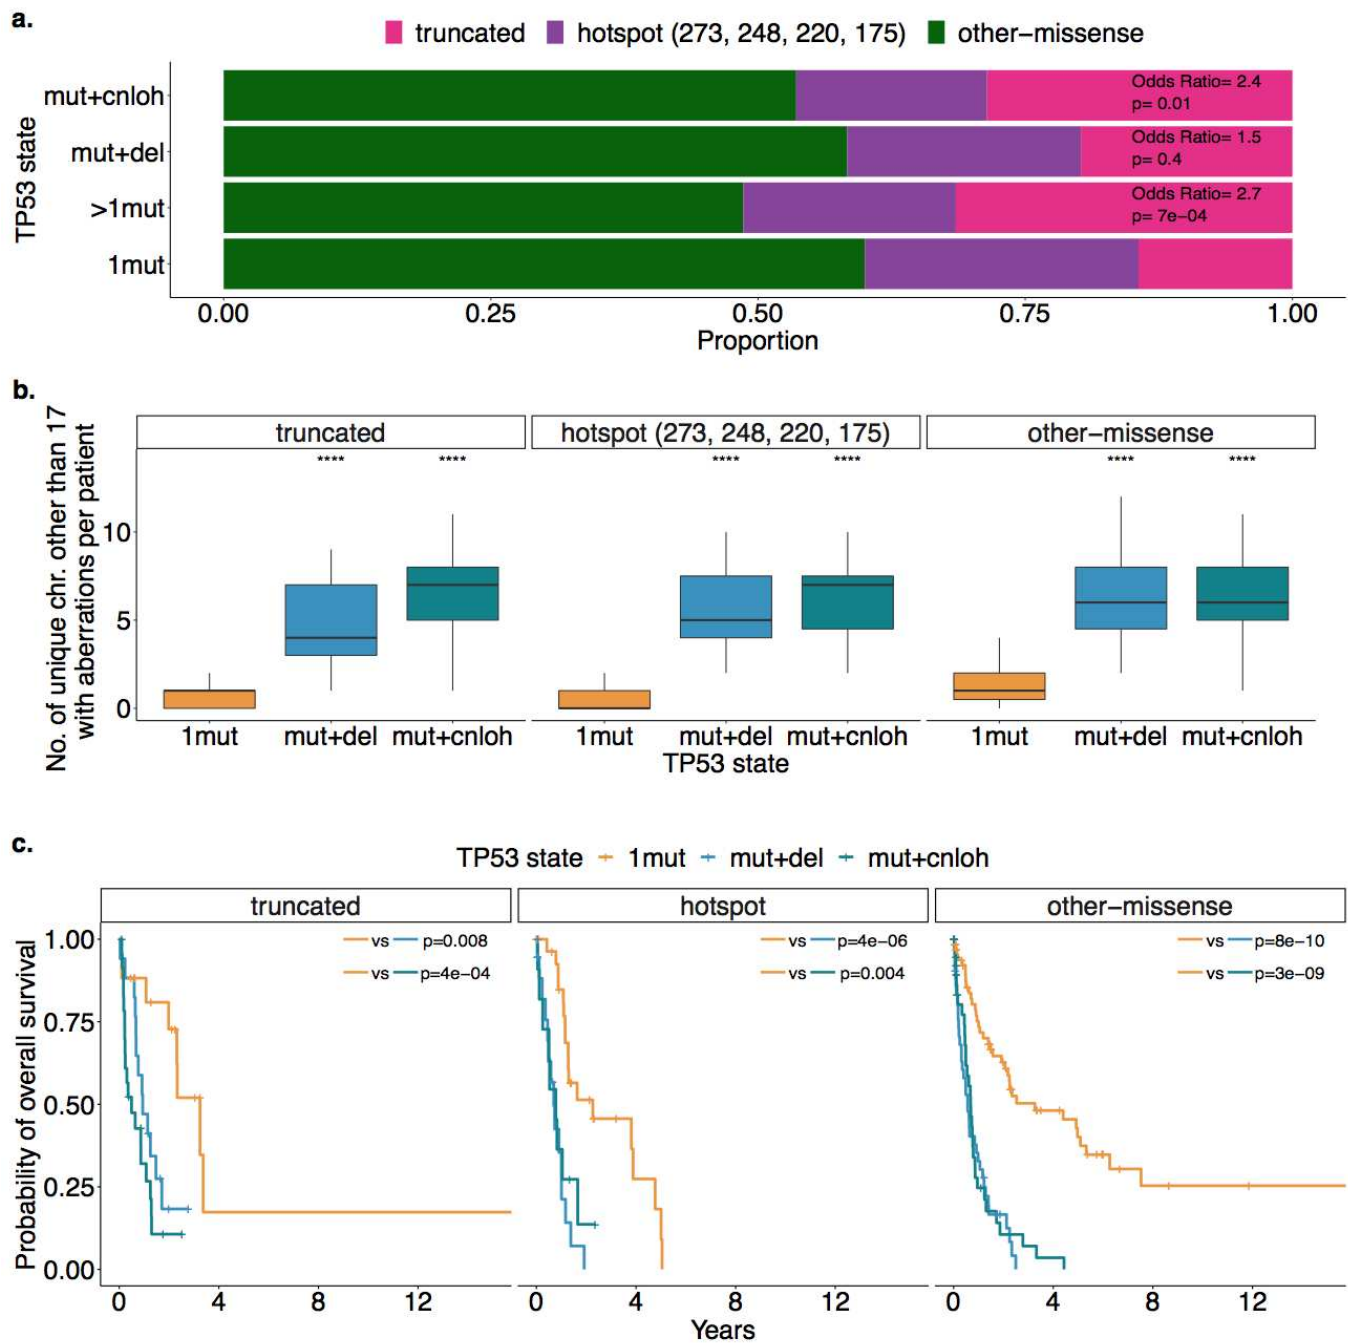 a.
truncated hotspot (273, 248, 220, 175) other-missense
TP53 state
mut+cnloh
Odds Ratio= 2.4
p= 0.01
mut+del
Odds Ratio= 1.5
p= 0.4
>1mut
Odds Ratio= 2.7
p= 7e-04
1mut
0.00 0.25 0.50 0.75 1.00
Proportion
b.
No. of unique chr. other than 17
with aberrations per patient
truncated hotspot (273, 248, 220, 175) other-missense
**** **** **** **** **** ****
10
5
0
1mut mut+del mut+cnloh 1mut mut+del mut+cnloh 1mut mut+del mut+cnloh
TP53 state
c.
TP53 state 1mut mut+del mut+cnloh
truncated hotspot other-missense
Probability of overall survival
1.00
0.75
0.50
0.25
0.00
vs p=0.008
vs p=4e-04
vs p=4e-06
vs p=0.004
vs p=8e-10
vs p=3e-09
0 4 8 12 0 4 8 12 0 4 8 12
Years